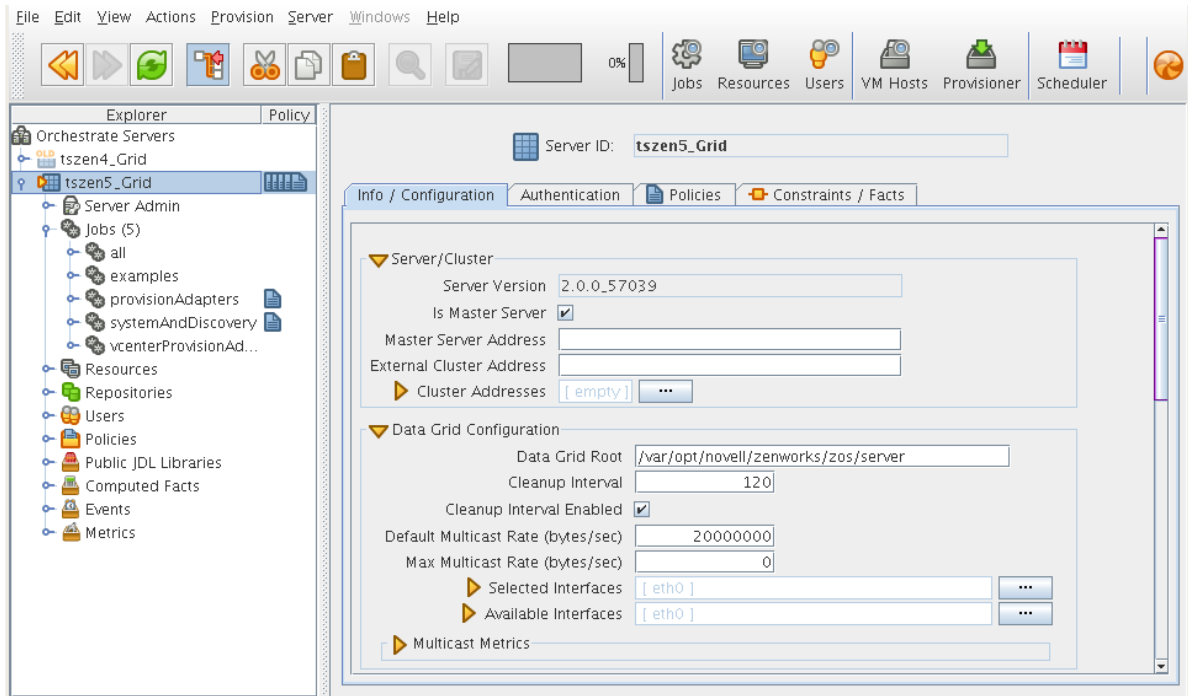 File Edit View Actions Provision Server Windows Help
0%
Jobs Resources Users VM Hosts Provisioner Scheduler
Explorer Policy
Orchestrate Servers
OLD
tszen4_Grid
tszen5_Grid
Server Admin
Jobs (5)
all
examples
provisionAdapters
systemAndDiscovery
vcenterProvisionAd...
Resources
Repositories
Users
Policies
Public JDL Libraries
Computed Facts
Events
Metrics
Server ID: tszen5_Grid
Info / Configuration Authentication Policies Constraints / Facts
Server/Cluster
Server Version 2.0.0_57039
Is Master Server
Master Server Address
External Cluster Address
Cluster Addresses [ empty ] ...
Data Grid Configuration
Data Grid Root /var/opt/novell/zenworks/zos/server
Cleanup Interval 120
Cleanup Interval Enabled
Default Multicast Rate (bytes/sec) 20000000
Max Multicast Rate (bytes/sec) 0
Selected Interfaces [ eth0 ] ...
Available Interfaces [ eth0 ] ...
Multicast Metrics